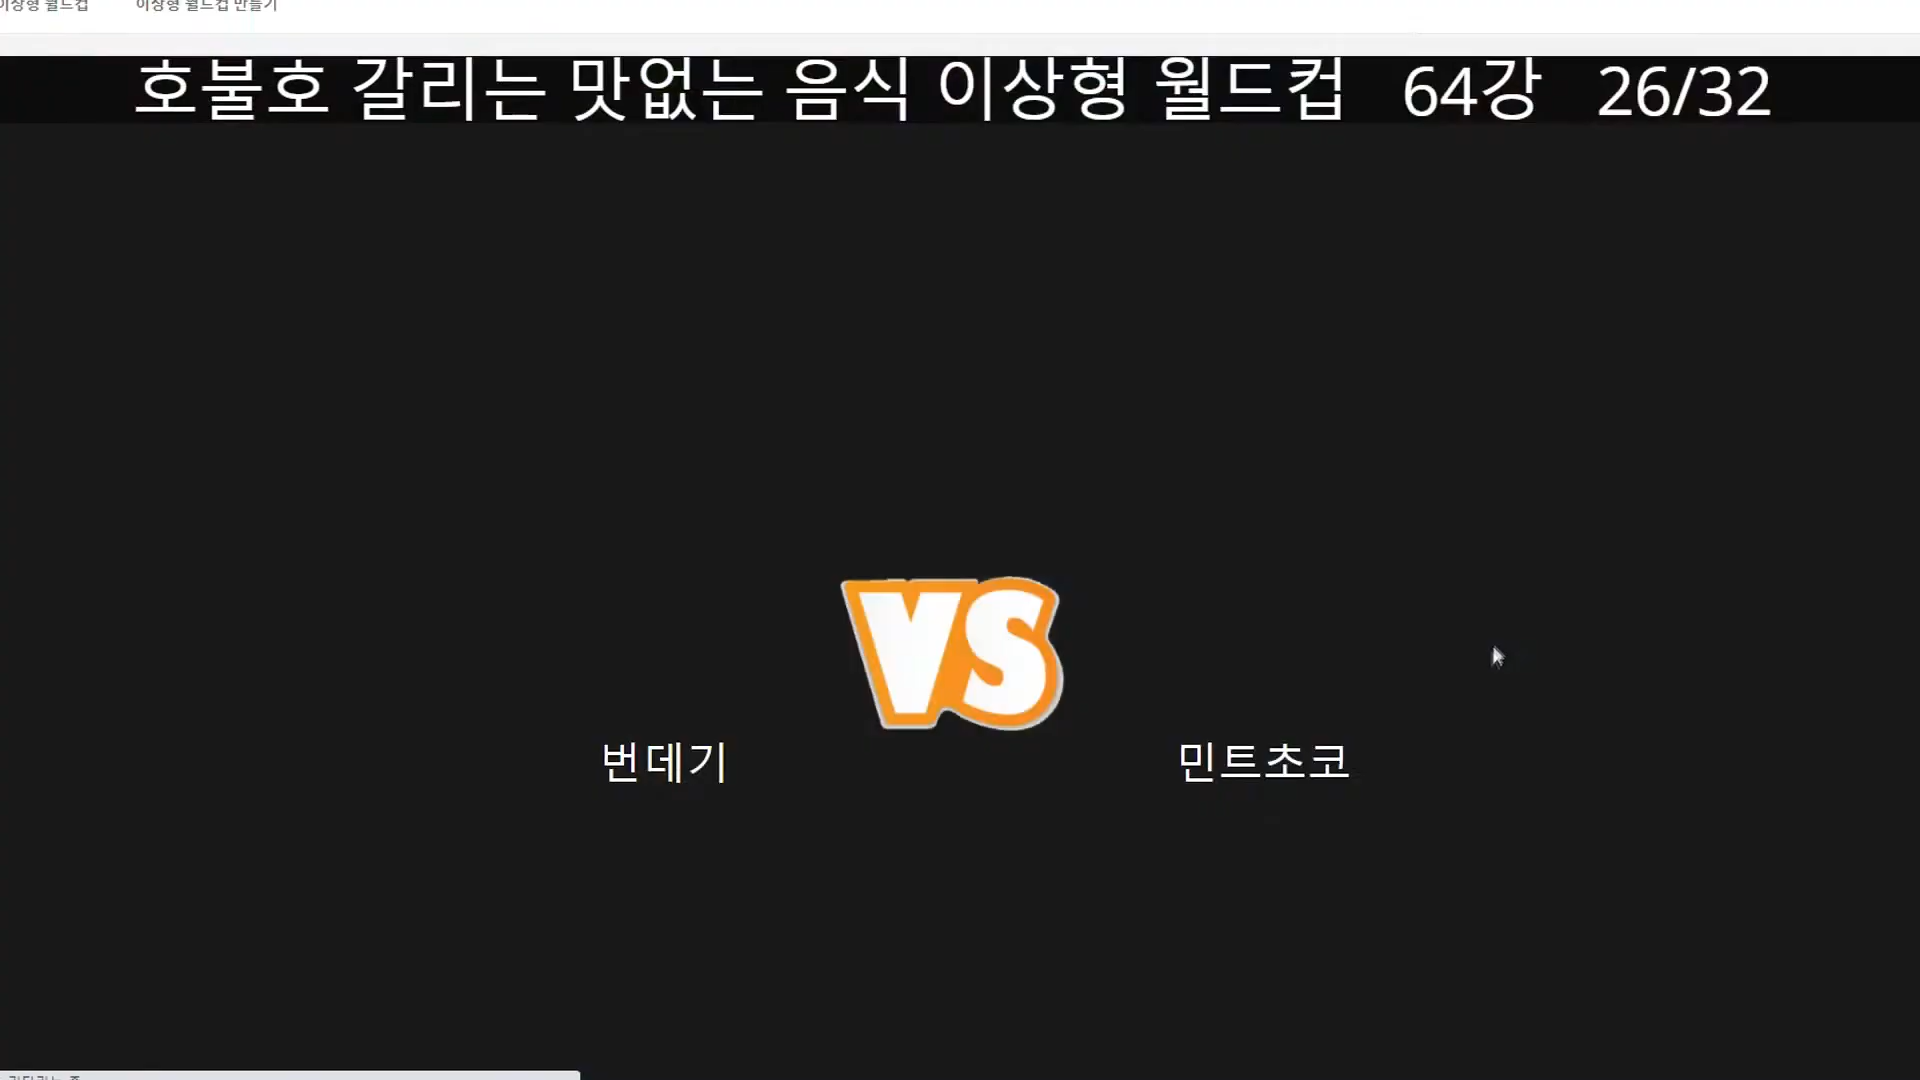 이상형 월드컵 이상형 월드컵 만들기
호불호 갈리는 맛없는 음식 이상형 월드컵 64강 26/32
VS
번데기 민트초코